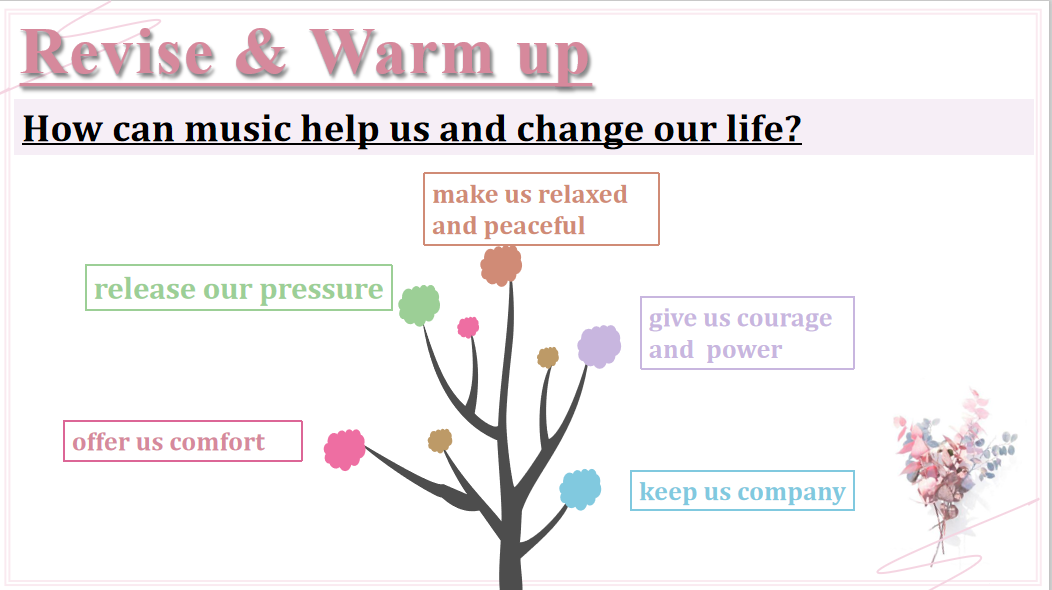 Revise & Warm up
How can music help us and change our life?
make us relaxed
and peaceful
release our pressure
give us courage
and power
offer us comfort
keep us company